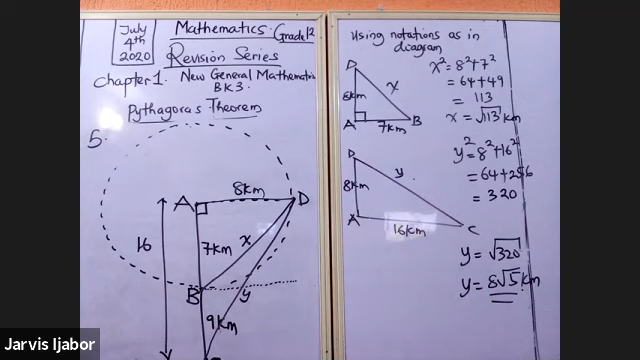 July
4th
2020
Mathematics Grade 12
Revision Series
Chapter 1. New General Mathematics
BK 3.
Pythagoras Theorem
5.
A
8km
D
16
7km
x
B
y
9km
Using notations as in
diagram
D
8km
x
A
7km
B
x² = 8² + 7²
= 64 + 49
= 113
x = √113 km
D
8km
y
A
16km
C
y² = 8² + 16²
= 64 + 256
= 320
y = √320
y = 8√5 km
Jarvis Ijabor